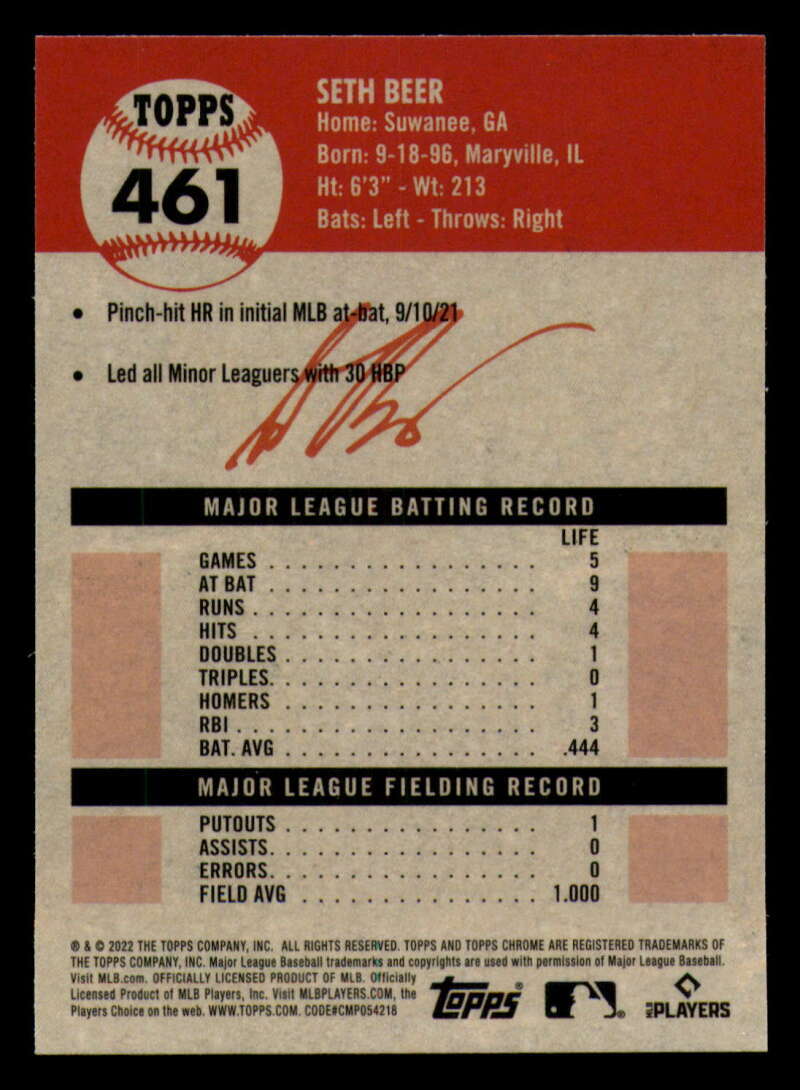 TOPPS
461
SETH BEER
Home: Suwanee, GA
Born: 9-18-96, Maryville, IL
Ht: 6'3" - Wt: 213
Bats: Left - Throws: Right
• Pinch-hit HR in initial MLB at-bat, 9/10/21
• Led all Minor Leaguers with 30 HBP
MAJOR LEAGUE BATTING RECORD
LIFE
GAMES . . . . . . . . . . . . . . . . . 5
AT BAT . . . . . . . . . . . . . . . . . 9
RUNS . . . . . . . . . . . . . . . . . . 4
HITS . . . . . . . . . . . . . . . . . . 4
DOUBLES . . . . . . . . . . . . . . . . 1
TRIPLES. . . . . . . . . . . . . . . . . 0
HOMERS . . . . . . . . . . . . . . . . . 1
RBI . . . . . . . . . . . . . . . . . . . 3
BAT. AVG . . . . . . . . . . . . . . . . .444
MAJOR LEAGUE FIELDING RECORD
PUTOUTS . . . . . . . . . . . . . . . . 1
ASSISTS. . . . . . . . . . . . . . . . . 0
ERRORS. . . . . . . . . . . . . . . . . 0
FIELD AVG . . . . . . . . . . . . . . . 1.000
® & © 2022 THE TOPPS COMPANY, INC. ALL RIGHTS RESERVED. TOPPS AND TOPPS CHROME ARE REGISTERED TRADEMARKS OF
THE TOPPS COMPANY, INC. Major League Baseball trademarks and copyrights are used with permission of Major League Baseball.
Visit MLB.com. OFFICIALLY LICENSED PRODUCT OF MLB. Officially
Licensed Product of MLB Players, Inc. Visit MLBPLAYERS.COM, the
Players Choice on the web. WWW.TOPPS.COM. CODE#CMP054218
Topps®
MLB PLAYERS